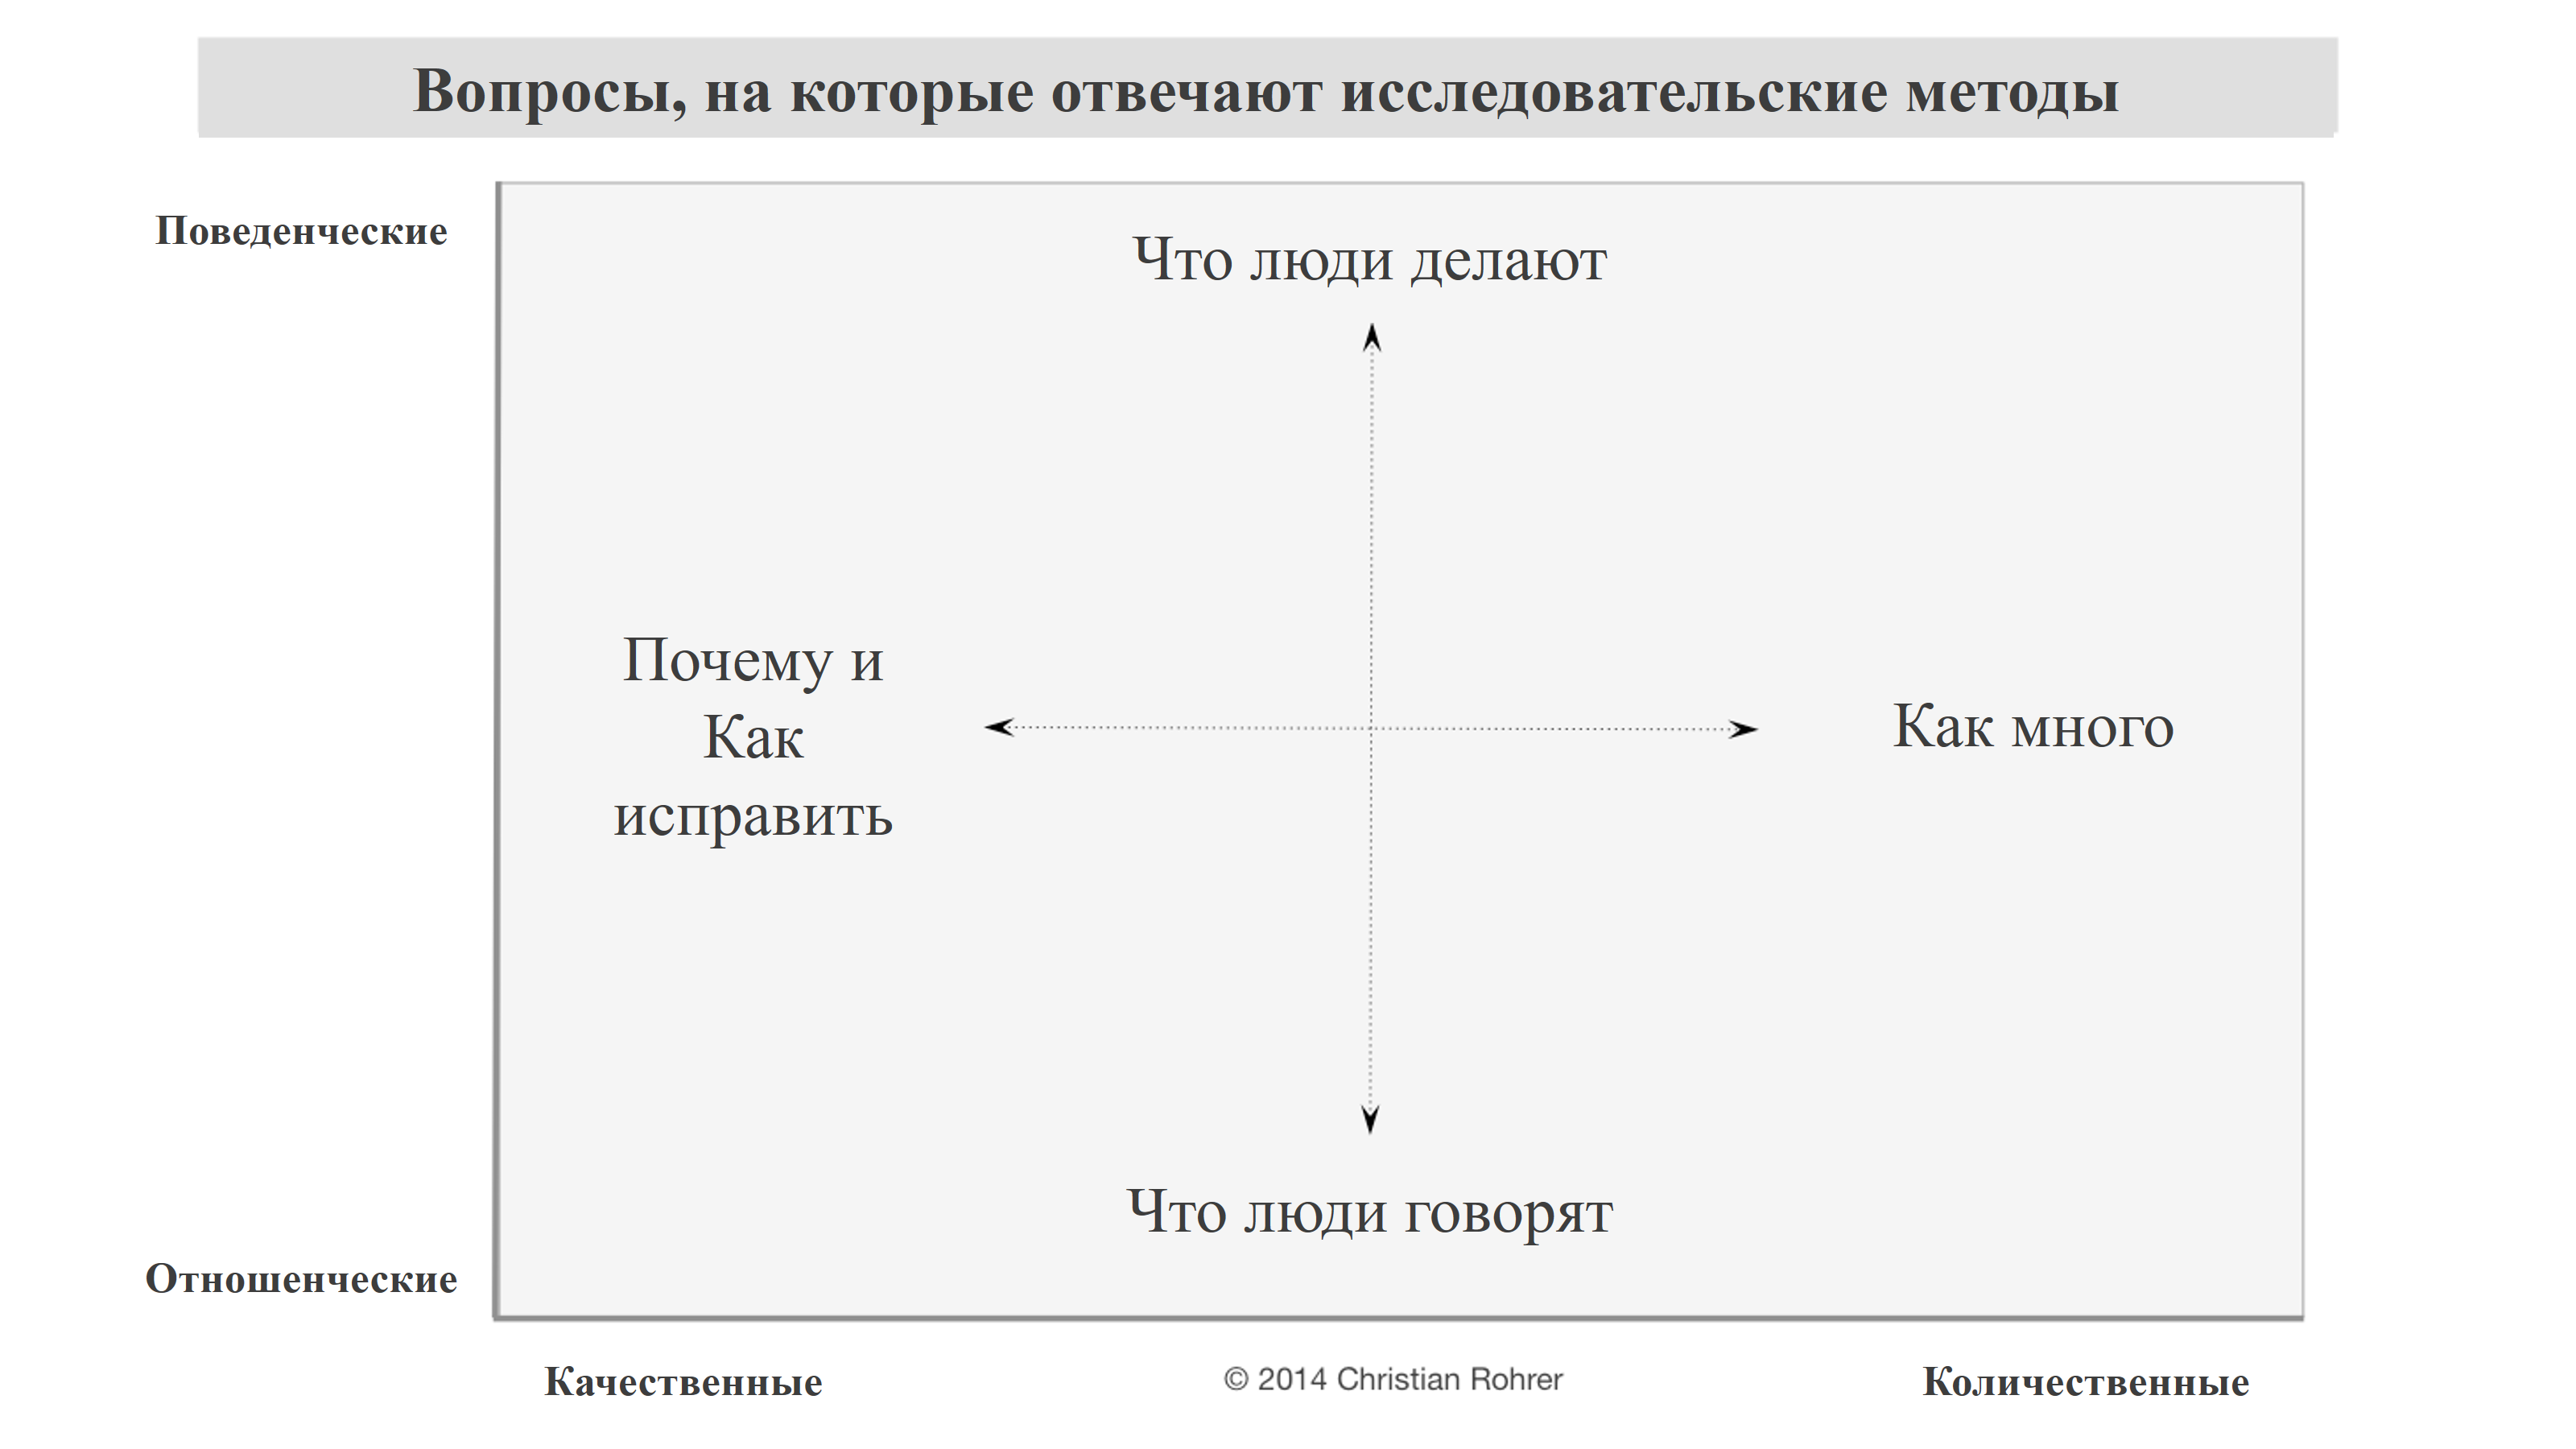 Вопросы, на которые отвечают исследовательские методы
Поведенческие
Что люди делают
Почему и
Как
исправить
Как много
Что люди говорят
Отношенческие
Качественные
© 2014 Christian Rohrer
Количественные